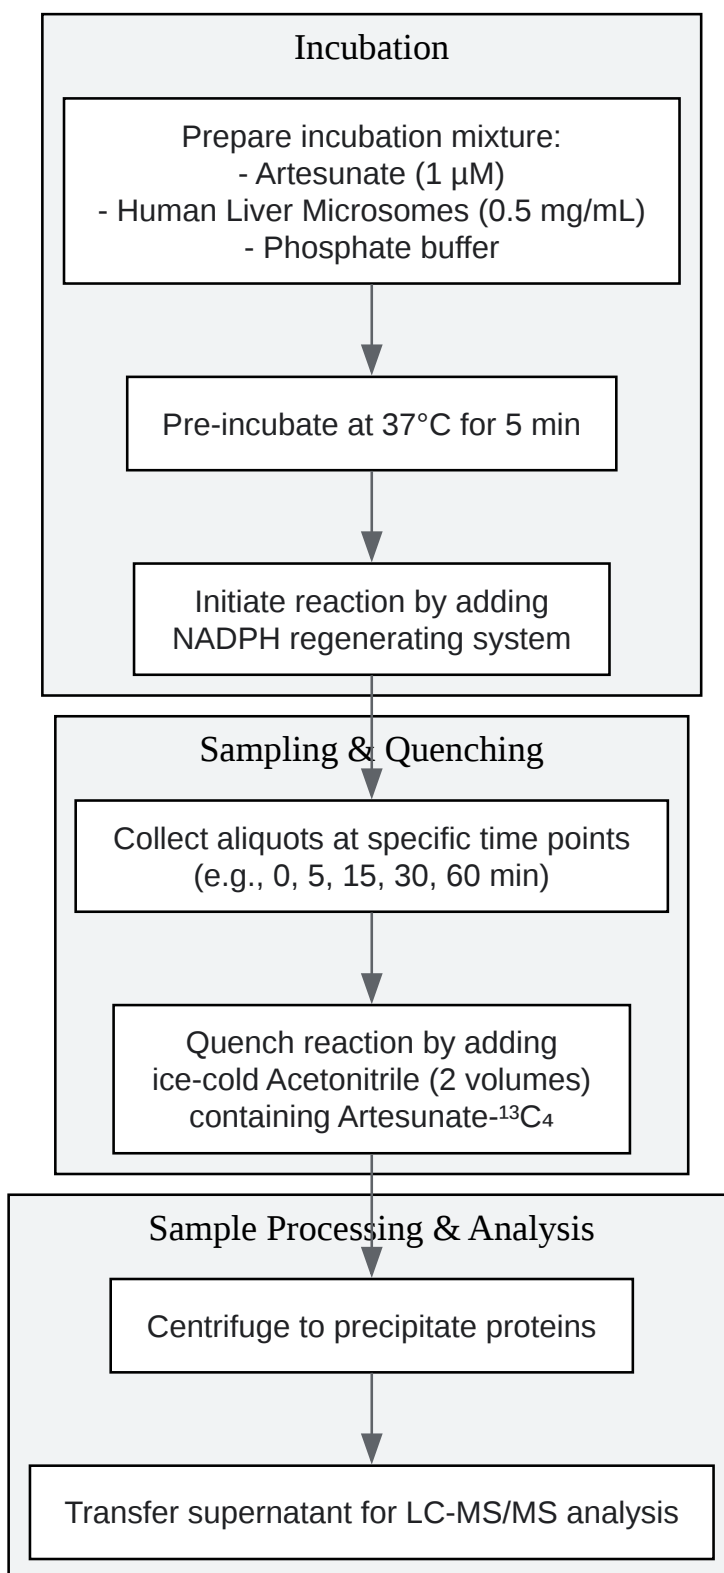 Incubation
Prepare incubation mixture:
- Artesunate (1 µM)
- Human Liver Microsomes (0.5 mg/mL)
- Phosphate buffer
Pre-incubate at 37°C for 5 min
Initiate reaction by adding
NADPH regenerating system
Sampling & Quenching
Collect aliquots at specific time points
(e.g., 0, 5, 15, 30, 60 min)
Quench reaction by adding
ice-cold Acetonitrile (2 volumes)
containing Artesunate-¹³C₄
Sample Processing & Analysis
Centrifuge to precipitate proteins
Transfer supernatant for LC-MS/MS analysis